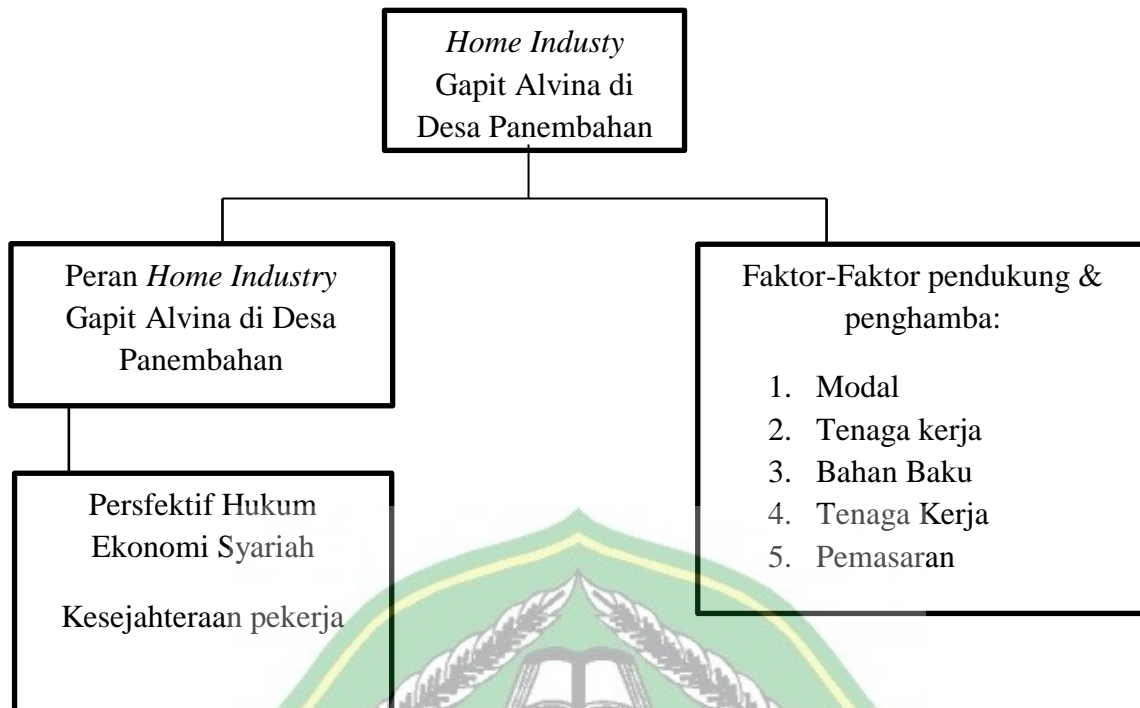 Home Industy
Gapit Alvina di
Desa Panembahan
Peran Home Industry
Gapit Alvina di Desa
Panembahan
Faktor-Faktor pendukung &
penghamba:
1. Modal
2. Tenaga kerja
3. Bahan Baku
4. Tenaga Kerja
5. Pemasaran
Persfektif Hukum
Ekonomi Syariah
Kesejahteraan pekerja